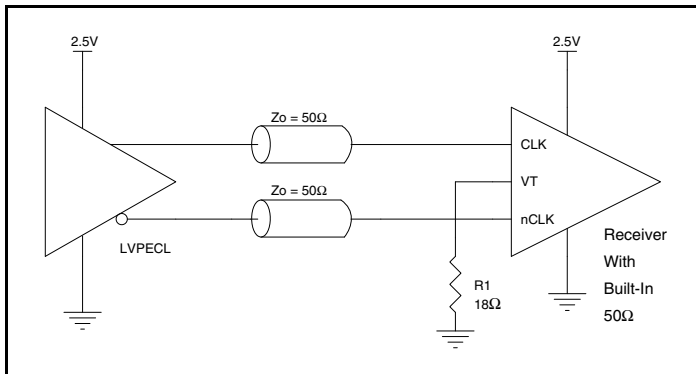 2.5V
2.5V
Zo = 50Ω
CLK
VT
Zo = 50Ω
nCLK
LVPECL
R1
18Ω
Receiver
With
Built-In
50Ω